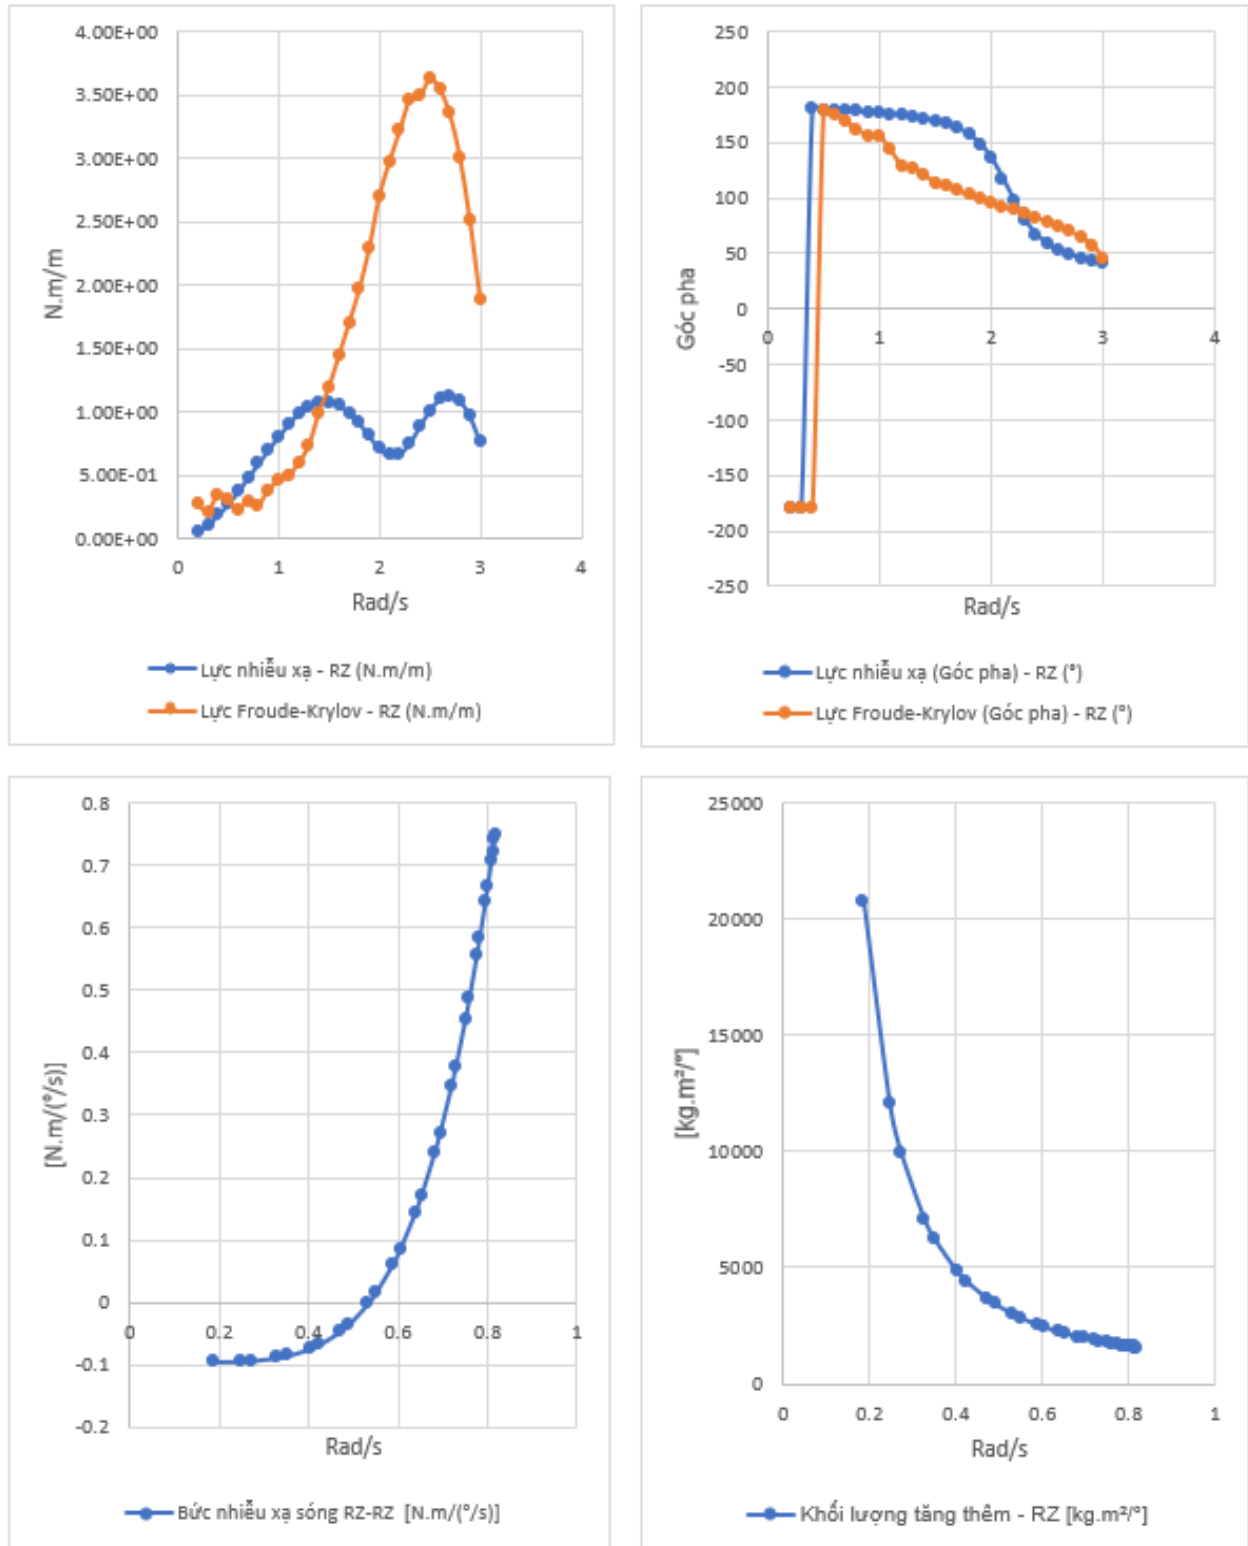 4.00E+00
3.50E+00
3.00E+00
2.50E+00
2.00E+00
1.50E+00
1.00E+00
5.00E-01
0.00E+00
N.m/m
0 1 2 3 4
Rad/s
Lực nhiễu xạ - RZ (N.m/m)
Lực Froude-Krylov - RZ (N.m/m)
250
200
150
100
50
0
-50
-100
-150
-200
-250
Góc pha
0 1 2 3 4
Rad/s
Lực nhiễu xạ (Góc pha) - RZ (°)
Lực Froude-Krylov (Góc pha) - RZ (°)
0.8
0.7
0.6
0.5
0.4
0.3
0.2
0.1
0
-0.1
-0.2
[N.m/(°/s)]
0 0.2 0.4 0.6 0.8 1
Rad/s
Bức nhiễu xạ sóng RZ-RZ [N.m/(°/s)]
25000
20000
15000
10000
5000
0
[kg.m²/°]
0 0.2 0.4 0.6 0.8 1
Rad/s
Khối lượng tăng thêm - RZ [kg.m²/°]